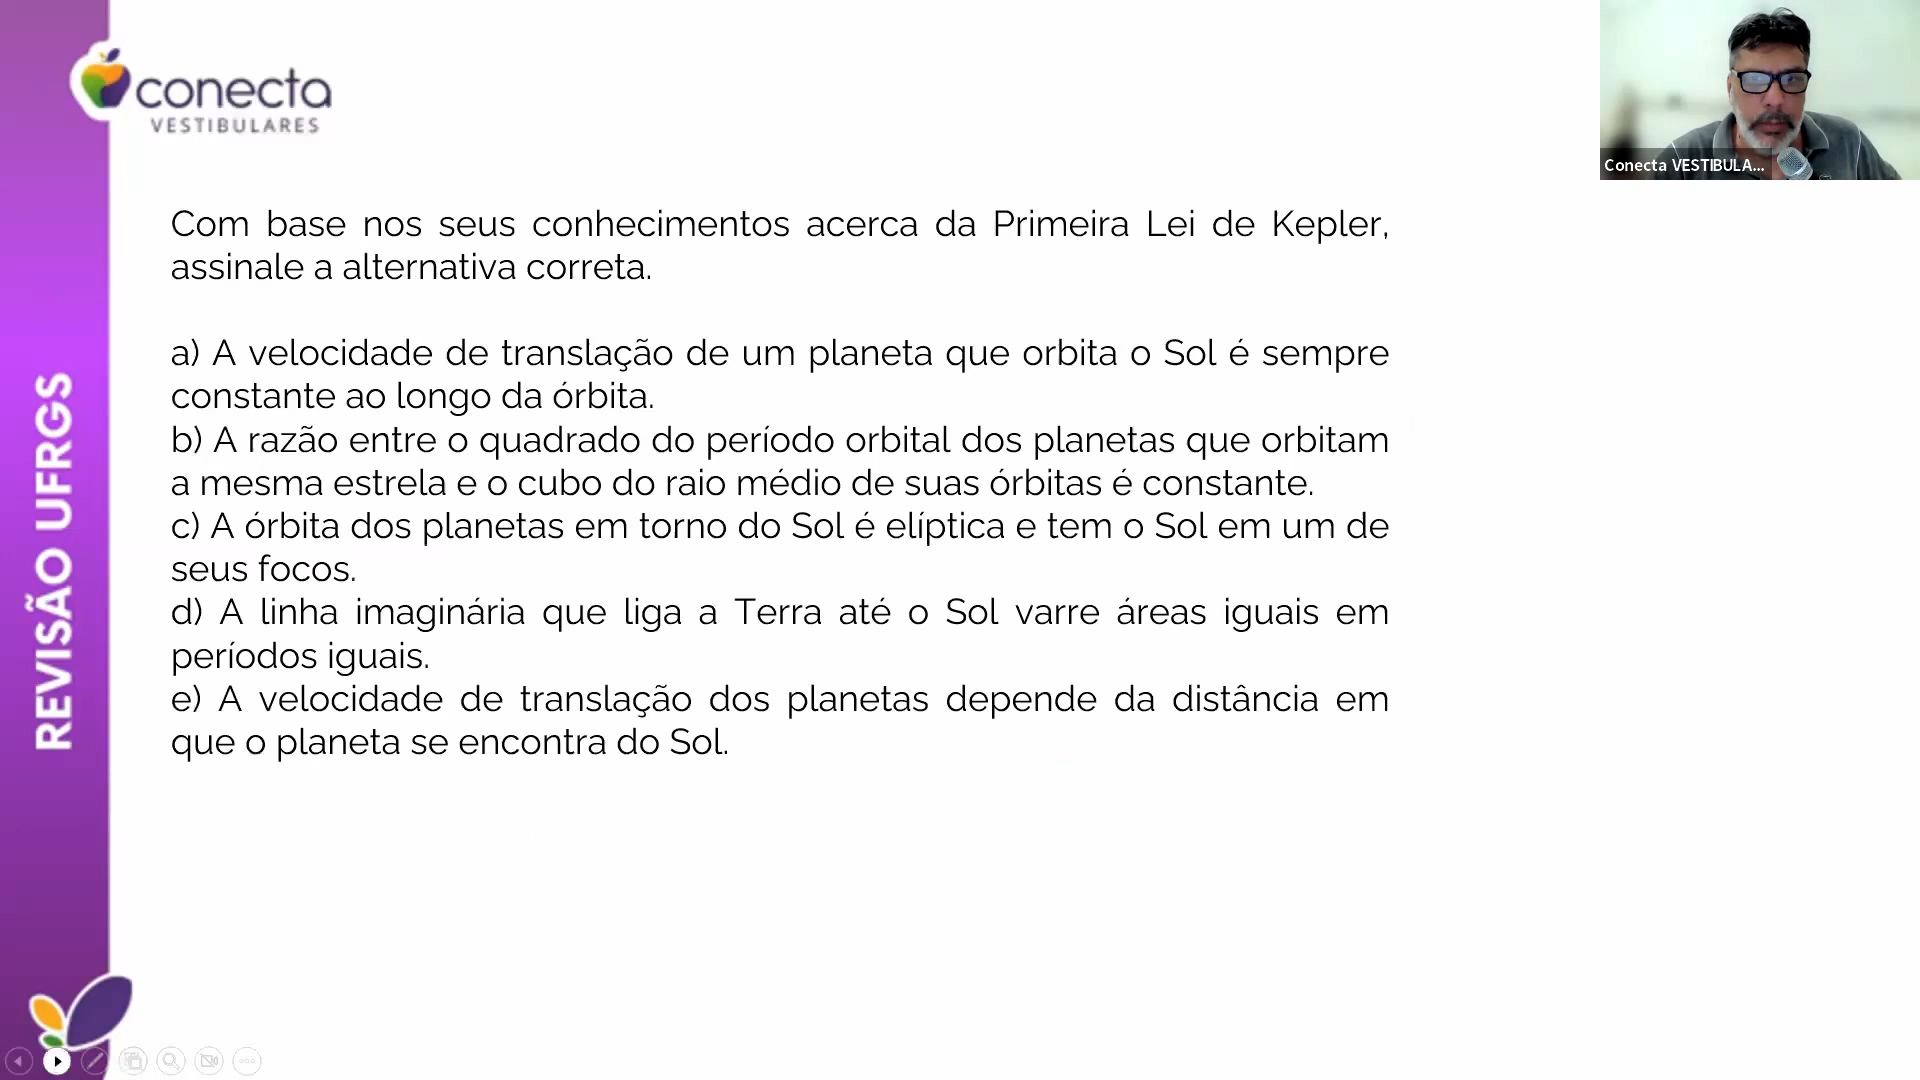 conecta
VESTIBULARES
Conecta VESTIBULA...
REVISÃO UFRGS
Com base nos seus conhecimentos acerca da Primeira Lei de Kepler,
assinale a alternativa correta.
a) A velocidade de translação de um planeta que orbita o Sol é sempre
constante ao longo da órbita.
b) A razão entre o quadrado do período orbital dos planetas que orbitam
a mesma estrela e o cubo do raio médio de suas órbitas é constante.
c) A órbita dos planetas em torno do Sol é elíptica e tem o Sol em um de
seus focos.
d) A linha imaginária que liga a Terra até o Sol varre áreas iguais em
períodos iguais.
e) A velocidade de translação dos planetas depende da distância em
que o planeta se encontra do Sol.